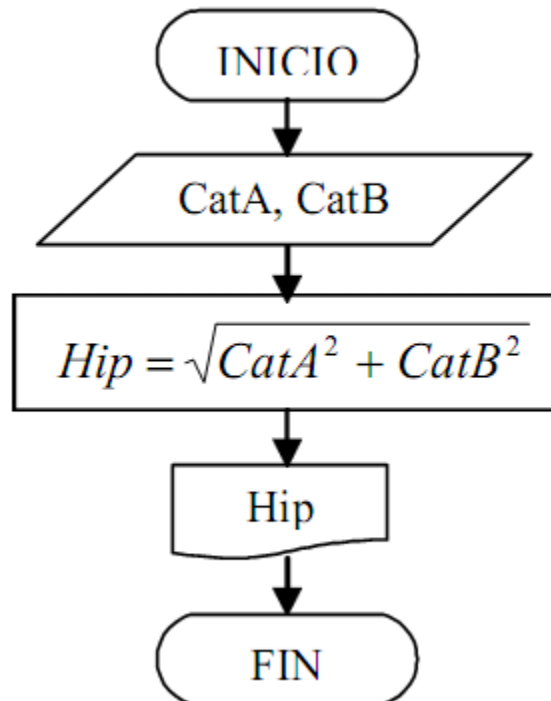 INICIO
CatA, CatB
Hip = √CatA² + CatB²
Hip
FIN